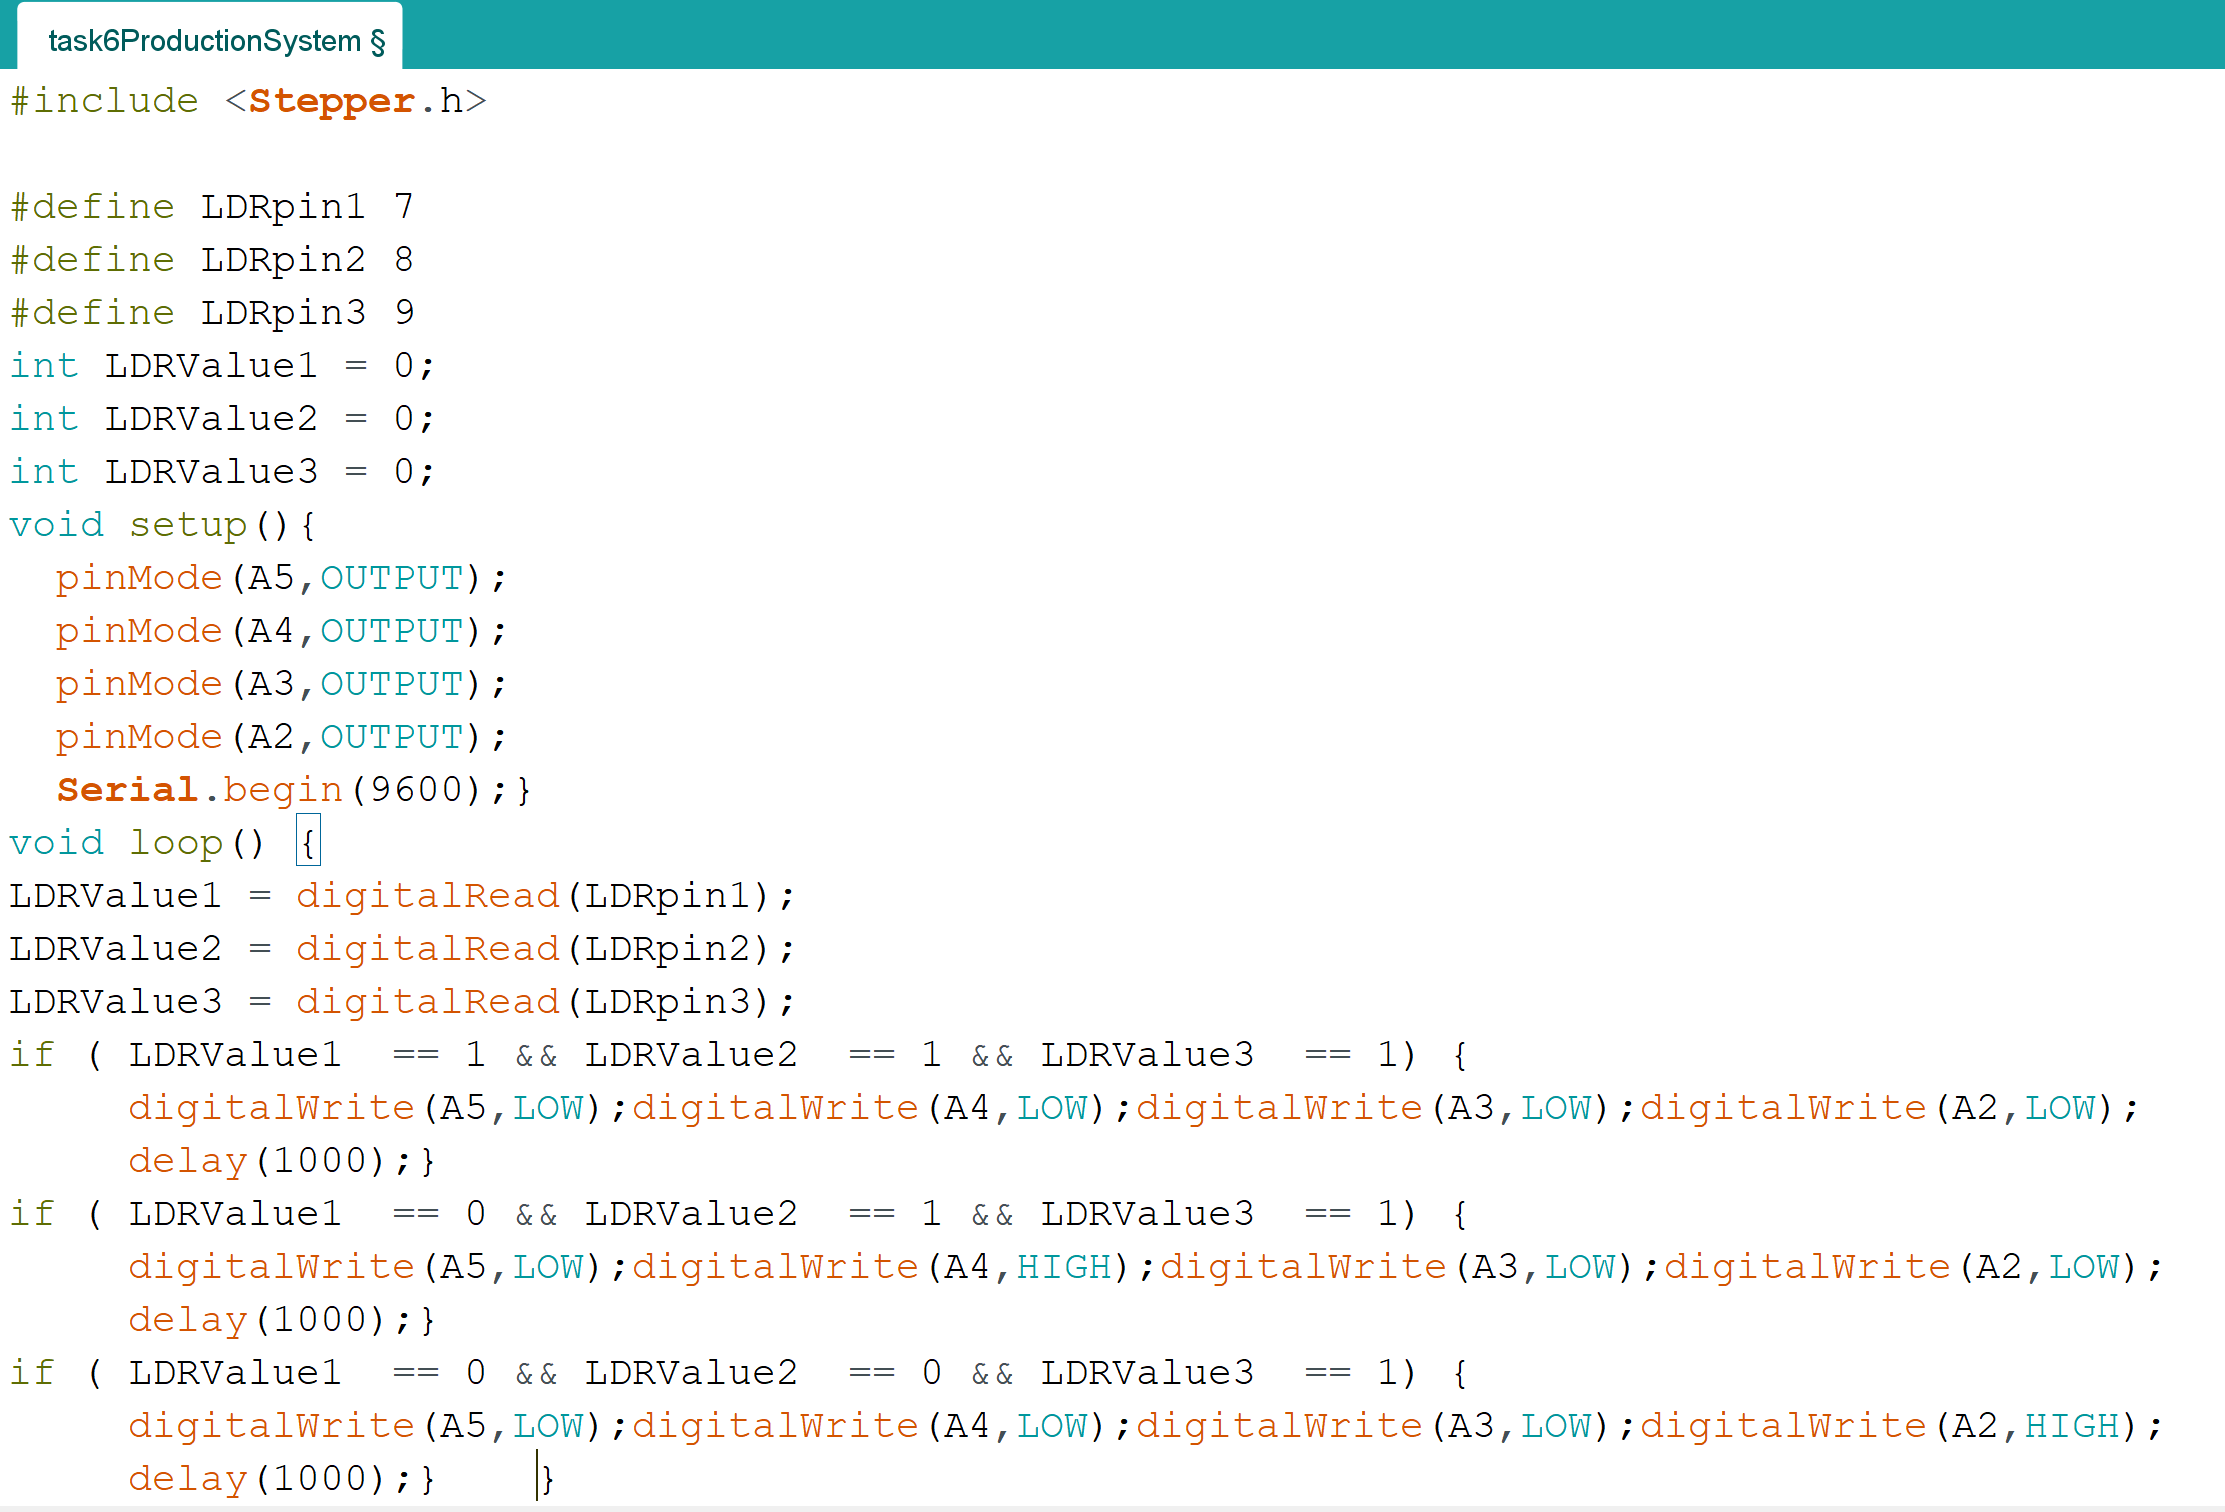 task6ProductionSystem §
#include <Stepper.h>
#define LDRpin1 7
#define LDRpin2 8
#define LDRpin3 9
int LDRValue1 = 0;
int LDRValue2 = 0;
int LDRValue3 = 0;
void setup(){
  pinMode(A5,OUTPUT);
  pinMode(A4,OUTPUT);
  pinMode(A3,OUTPUT);
  pinMode(A2,OUTPUT);
  Serial.begin(9600);}
void loop() {
LDRValue1 = digitalRead(LDRpin1);
LDRValue2 = digitalRead(LDRpin2);
LDRValue3 = digitalRead(LDRpin3);
if ( LDRValue1  == 1 && LDRValue2  == 1 && LDRValue3  == 1) {
     digitalWrite(A5,LOW);digitalWrite(A4,LOW);digitalWrite(A3,LOW);digitalWrite(A2,LOW);
     delay(1000);}
if ( LDRValue1  == 0 && LDRValue2  == 1 && LDRValue3  == 1) {
     digitalWrite(A5,LOW);digitalWrite(A4,HIGH);digitalWrite(A3,LOW);digitalWrite(A2,LOW);
     delay(1000);}
if ( LDRValue1  == 0 && LDRValue2  == 0 && LDRValue3  == 1) {
     digitalWrite(A5,LOW);digitalWrite(A4,LOW);digitalWrite(A3,LOW);digitalWrite(A2,HIGH);
     delay(1000);}    }